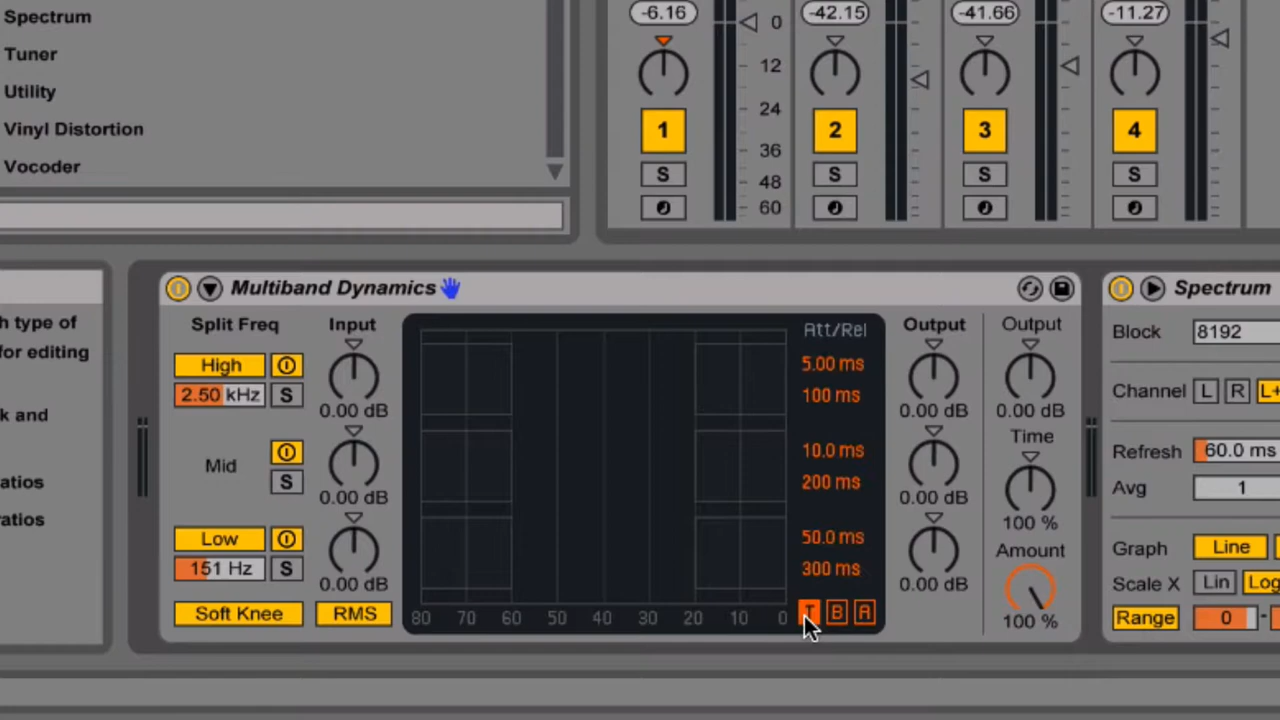 Spectrum
Tuner
Utility
Vinyl Distortion
Vocoder
-6.16
-42.15
-41.66
-11.27
0
12
24
36
48
60
1
2
3
4
S
S
S
S
h type of
for editing
k and
atios
ratios
Multiband Dynamics
Split Freq
Input
Att/Rel
Output
Output
High
2.50 kHz
S
0.00 dB
5.00 ms
100 ms
0.00 dB
0.00 dB
Time
Mid
S
0.00 dB
10.0 ms
200 ms
0.00 dB
100 %
Low
151 Hz
S
0.00 dB
50.0 ms
300 ms
0.00 dB
Amount
100 %
Soft Knee
RMS
80 70 60 50 40 30 20 10 0
T B A
Spectrum
Block 8192
Channel L R L+
Refresh 60.0 ms
Avg 1
Graph Line
Scale X Lin Log
Range 0 -